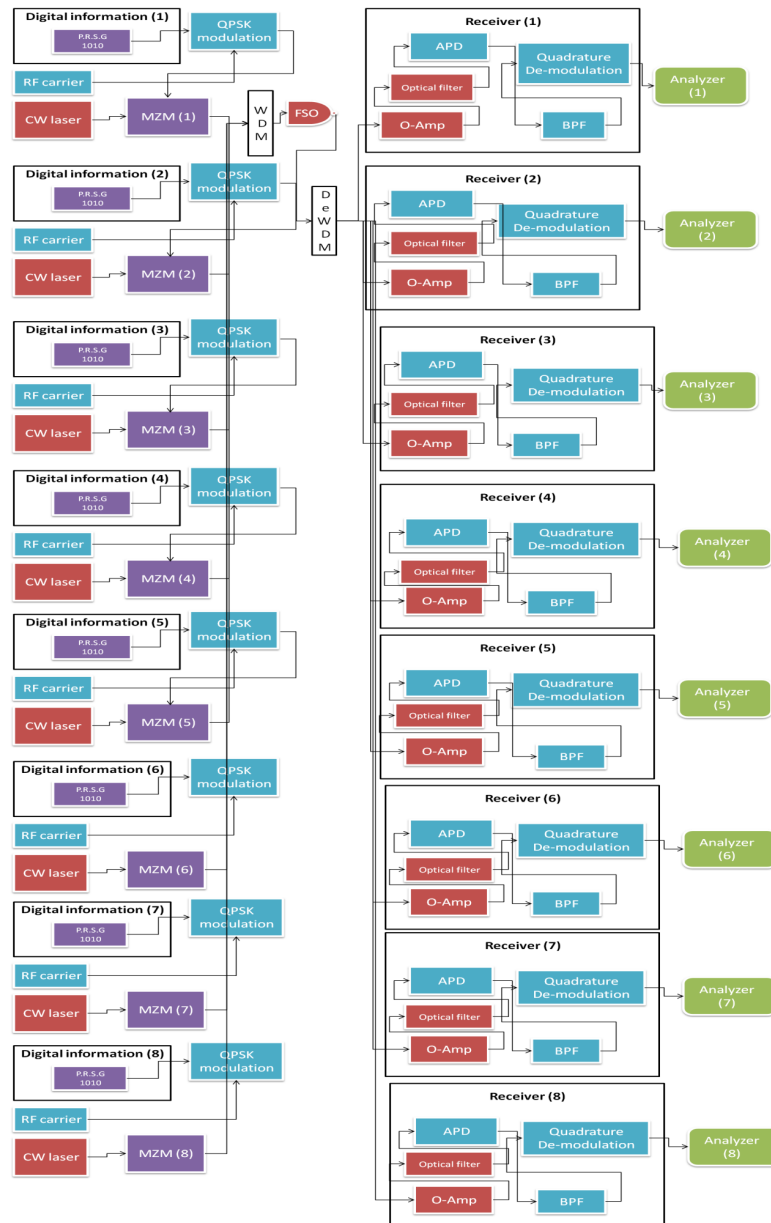 Digital information (1)
P.R.S.G
1010
QPSK
modulation
RF carrier
CW laser
MZM (1)
Digital information (2)
P.R.S.G
1010
QPSK
modulation
RF carrier
CW laser
MZM (2)
Digital information (3)
P.R.S.G
1010
QPSK
modulation
RF carrier
CW laser
MZM (3)
Digital information (4)
P.R.S.G
1010
QPSK
modulation
RF carrier
CW laser
MZM (4)
Digital information (5)
P.R.S.G
1010
QPSK
modulation
RF carrier
CW laser
MZM (5)
Digital information (6)
P.R.S.G
1010
QPSK
modulation
RF carrier
CW laser
MZM (6)
Digital information (7)
P.R.S.G
1010
QPSK
modulation
RF carrier
CW laser
MZM (7)
Digital information (8)
P.R.S.G
1010
QPSK
modulation
RF carrier
CW laser
MZM (8)
W
D
M
FSO
D
e
W
D
D
M
Receiver (1)
APD
Quadrature
De-modulation
Optical filter
O-Amp
BPF
Analyzer
(1)
Receiver (2)
APD
Quadrature
De-modulation
Optical filter
O-Amp
BPF
Analyzer
(2)
Receiver (3)
APD
Quadrature
De-modulation
Optical filter
O-Amp
BPF
Analyzer
(3)
Receiver (4)
APD
Quadrature
De-modulation
Optical filter
O-Amp
BPF
Analyzer
(4)
Receiver (5)
APD
Quadrature
De-modulation
Optical filter
O-Amp
BPF
Analyzer
(5)
Receiver (6)
APD
Quadrature
De-modulation
Optical filter
O-Amp
BPF
Analyzer
(6)
Receiver (7)
APD
Quadrature
De-modulation
Optical filter
O-Amp
BPF
Analyzer
(7)
Receiver (8)
APD
Quadrature
De-modulation
Optical filter
O-Amp
BPF
Analyzer
(8)